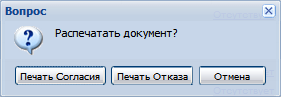 Вопрос
Распечатать документ?
Печать Согласия Печать Отказа Отмена